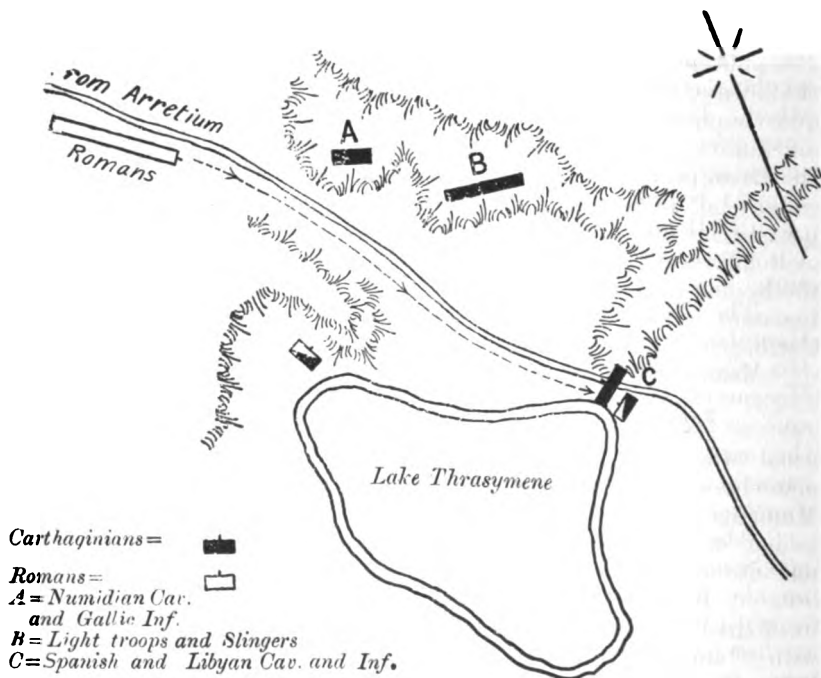 rom Arretium
Romans
A
B
C
Lake Thrasymene
Carthaginians =
Romans =
A = Numidian Cav.
and Gallic Inf.
B = Light troops and Slingers
C = Spanish and Libyan Cav. and Inf.